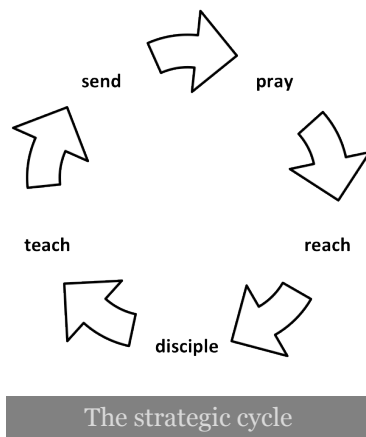 send
pray
teach
reach
disciple
The strategic cycle